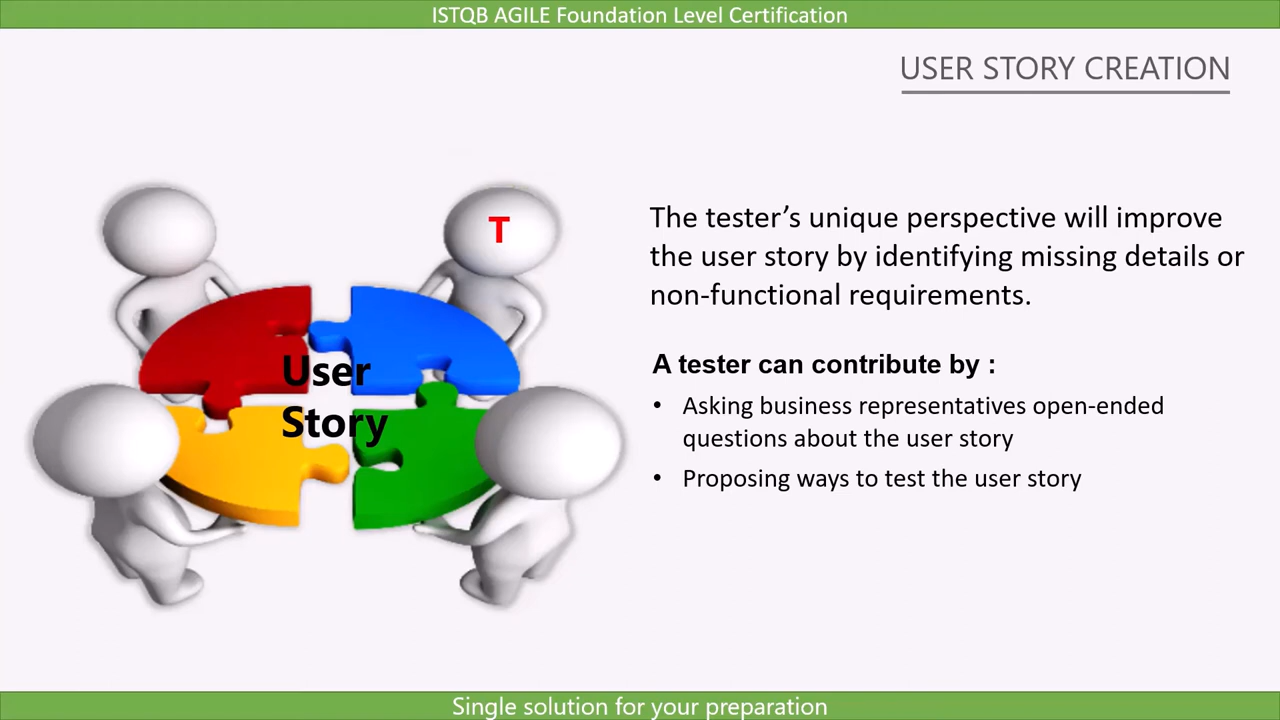 ISTQB AGILE Foundation Level Certification
USER STORY CREATION
T
User
Story
The tester’s unique perspective will improve
the user story by identifying missing details or
non-functional requirements.
A tester can contribute by :
• Asking business representatives open-ended
questions about the user story
• Proposing ways to test the user story
Single solution for your preparation